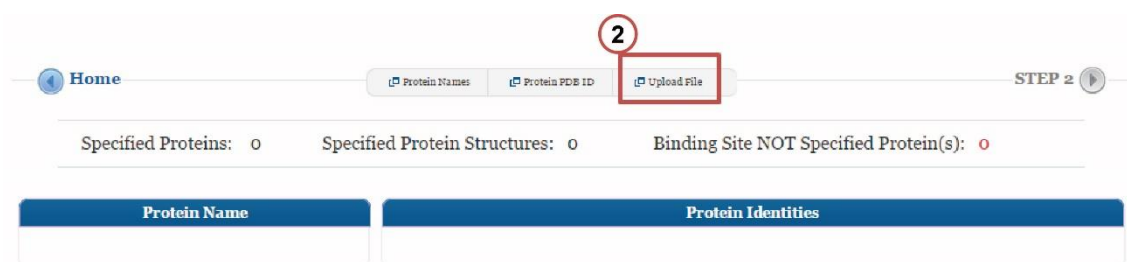 2
Home Protein Names Protein PDB ID Upload File STEP 2
Specified Proteins: 0 Specified Protein Structures: 0 Binding Site NOT Specified Protein(s): 0
Protein Name Protein Identities